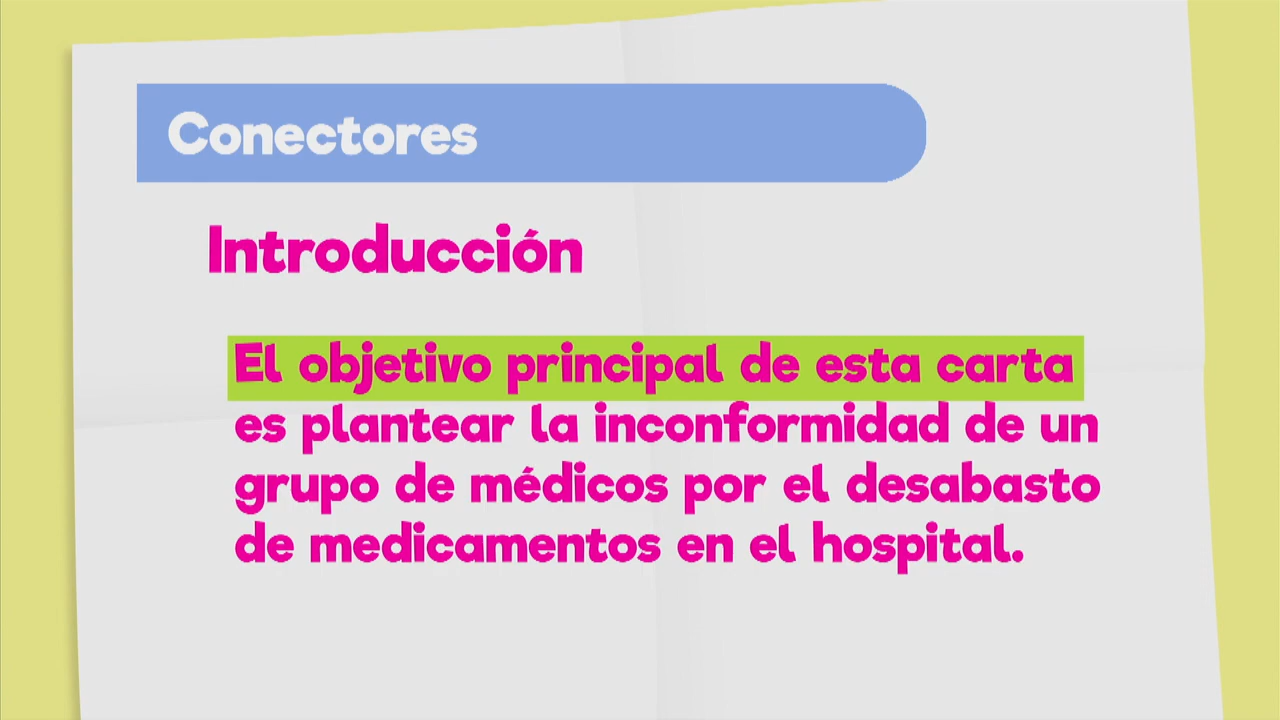 Conectores
Introducción
El objetivo principal de esta carta
es plantear la inconformidad de un
grupo de médicos por el desabasto
de medicamentos en el hospital.